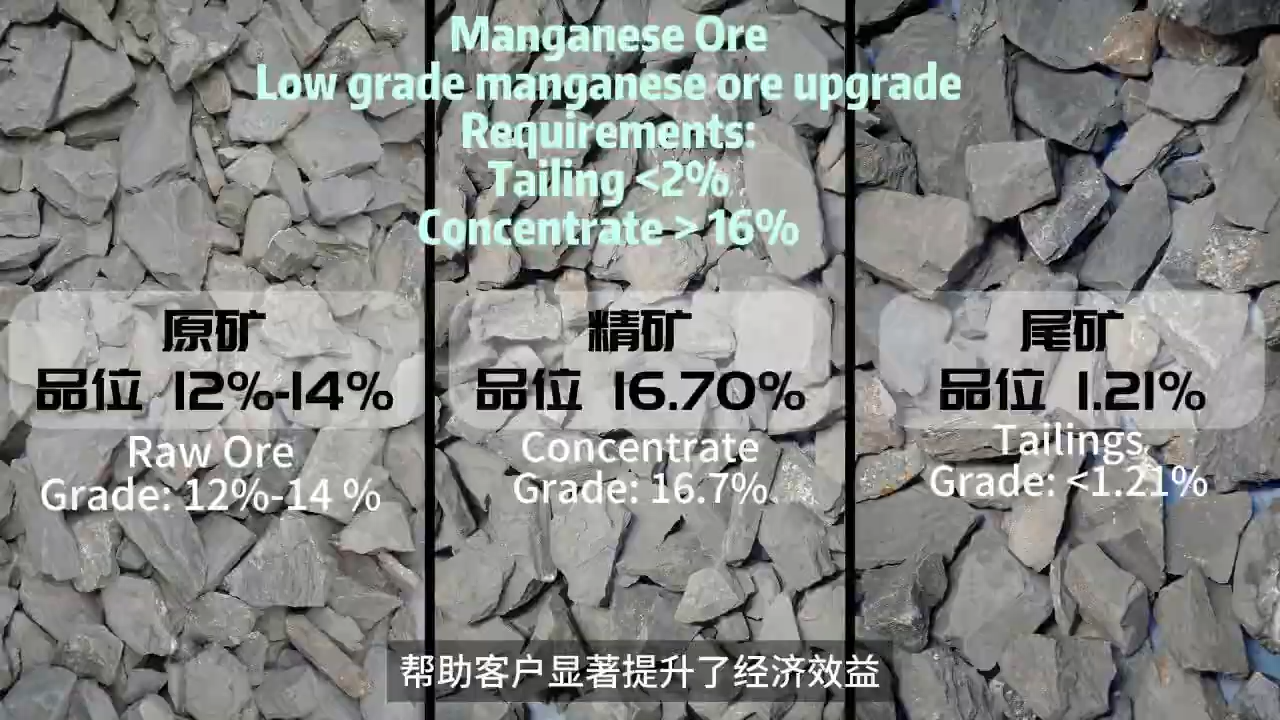 Manganese Ore
Low grade manganese ore upgrade
Requirements:
Tailing <2%
Concentrate > 16%
原矿
品位 12%-14%
Raw Ore
Grade: 12%-14 %
精矿
品位 16.70%
Concentrate
Grade: 16.7%
尾矿
品位 1.21%
Tailings
Grade: <1.21%
帮助客户显著提升了经济效益